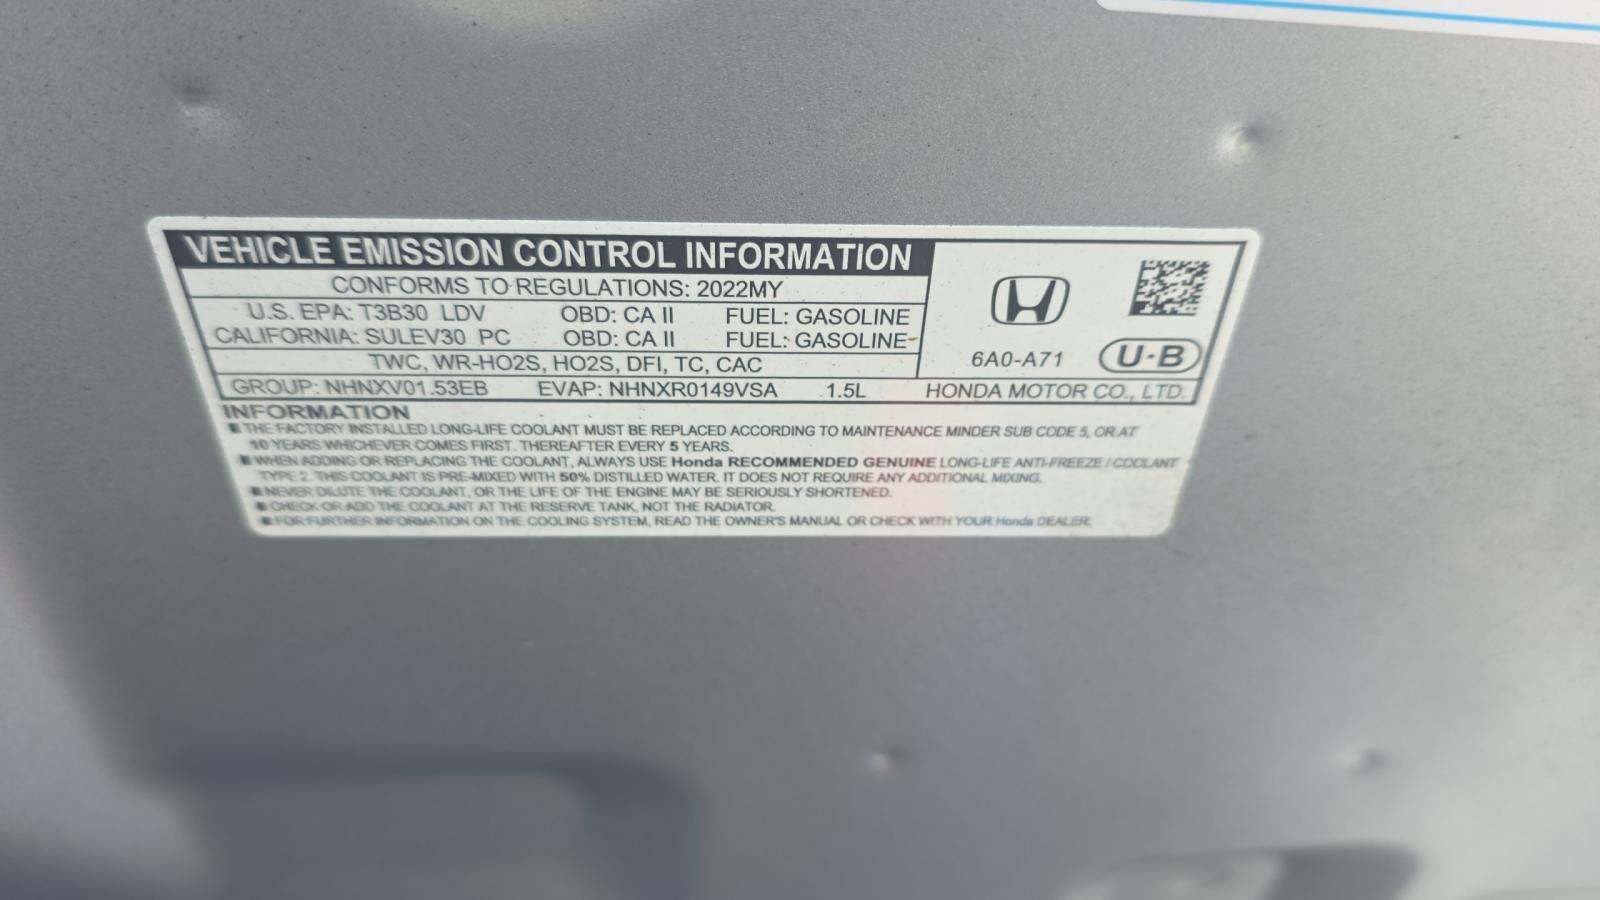 VEHICLE EMISSION CONTROL INFORMATION
CONFORMS TO REGULATIONS: 2022MY
U.S. EPA: T3B30 LDV OBD: CA II FUEL: GASOLINE
CALIFORNIA: SULEV30 PC OBD: CA II FUEL: GASOLINE
TWC, WR-HO2S, HO2S, DFI, TC, CAC
6A0-A71 U-B
GROUP: NHNXV01.53EB EVAP: NHNXR0149VSA 1.5L HONDA MOTOR CO., LTD.
INFORMATION
■ THE FACTORY INSTALLED LONG-LIFE COOLANT MUST BE REPLACED ACCORDING TO MAINTENANCE MINDER SUB CODE 5, OR AT
10 YEARS WHICHEVER COMES FIRST. THEREAFTER EVERY 5 YEARS.
■ WHEN ADDING OR REPLACING THE COOLANT, ALWAYS USE Honda RECOMMENDED GENUINE LONG-LIFE ANTI-FREEZE / COOLANT
TYPE 2. THIS COOLANT IS PRE-MIXED WITH 50% DISTILLED WATER. IT DOES NOT REQUIRE ANY ADDITIONAL MIXING.
■ NEVER DILUTE THE COOLANT, OR THE LIFE OF THE ENGINE MAY BE SERIOUSLY SHORTENED.
■ CHECK OR ADD THE COOLANT AT THE RESERVE TANK, NOT THE RADIATOR.
■ FOR FURTHER INFORMATION ON THE COOLING SYSTEM, READ THE OWNER'S MANUAL OR CHECK WITH YOUR Honda DEALER.